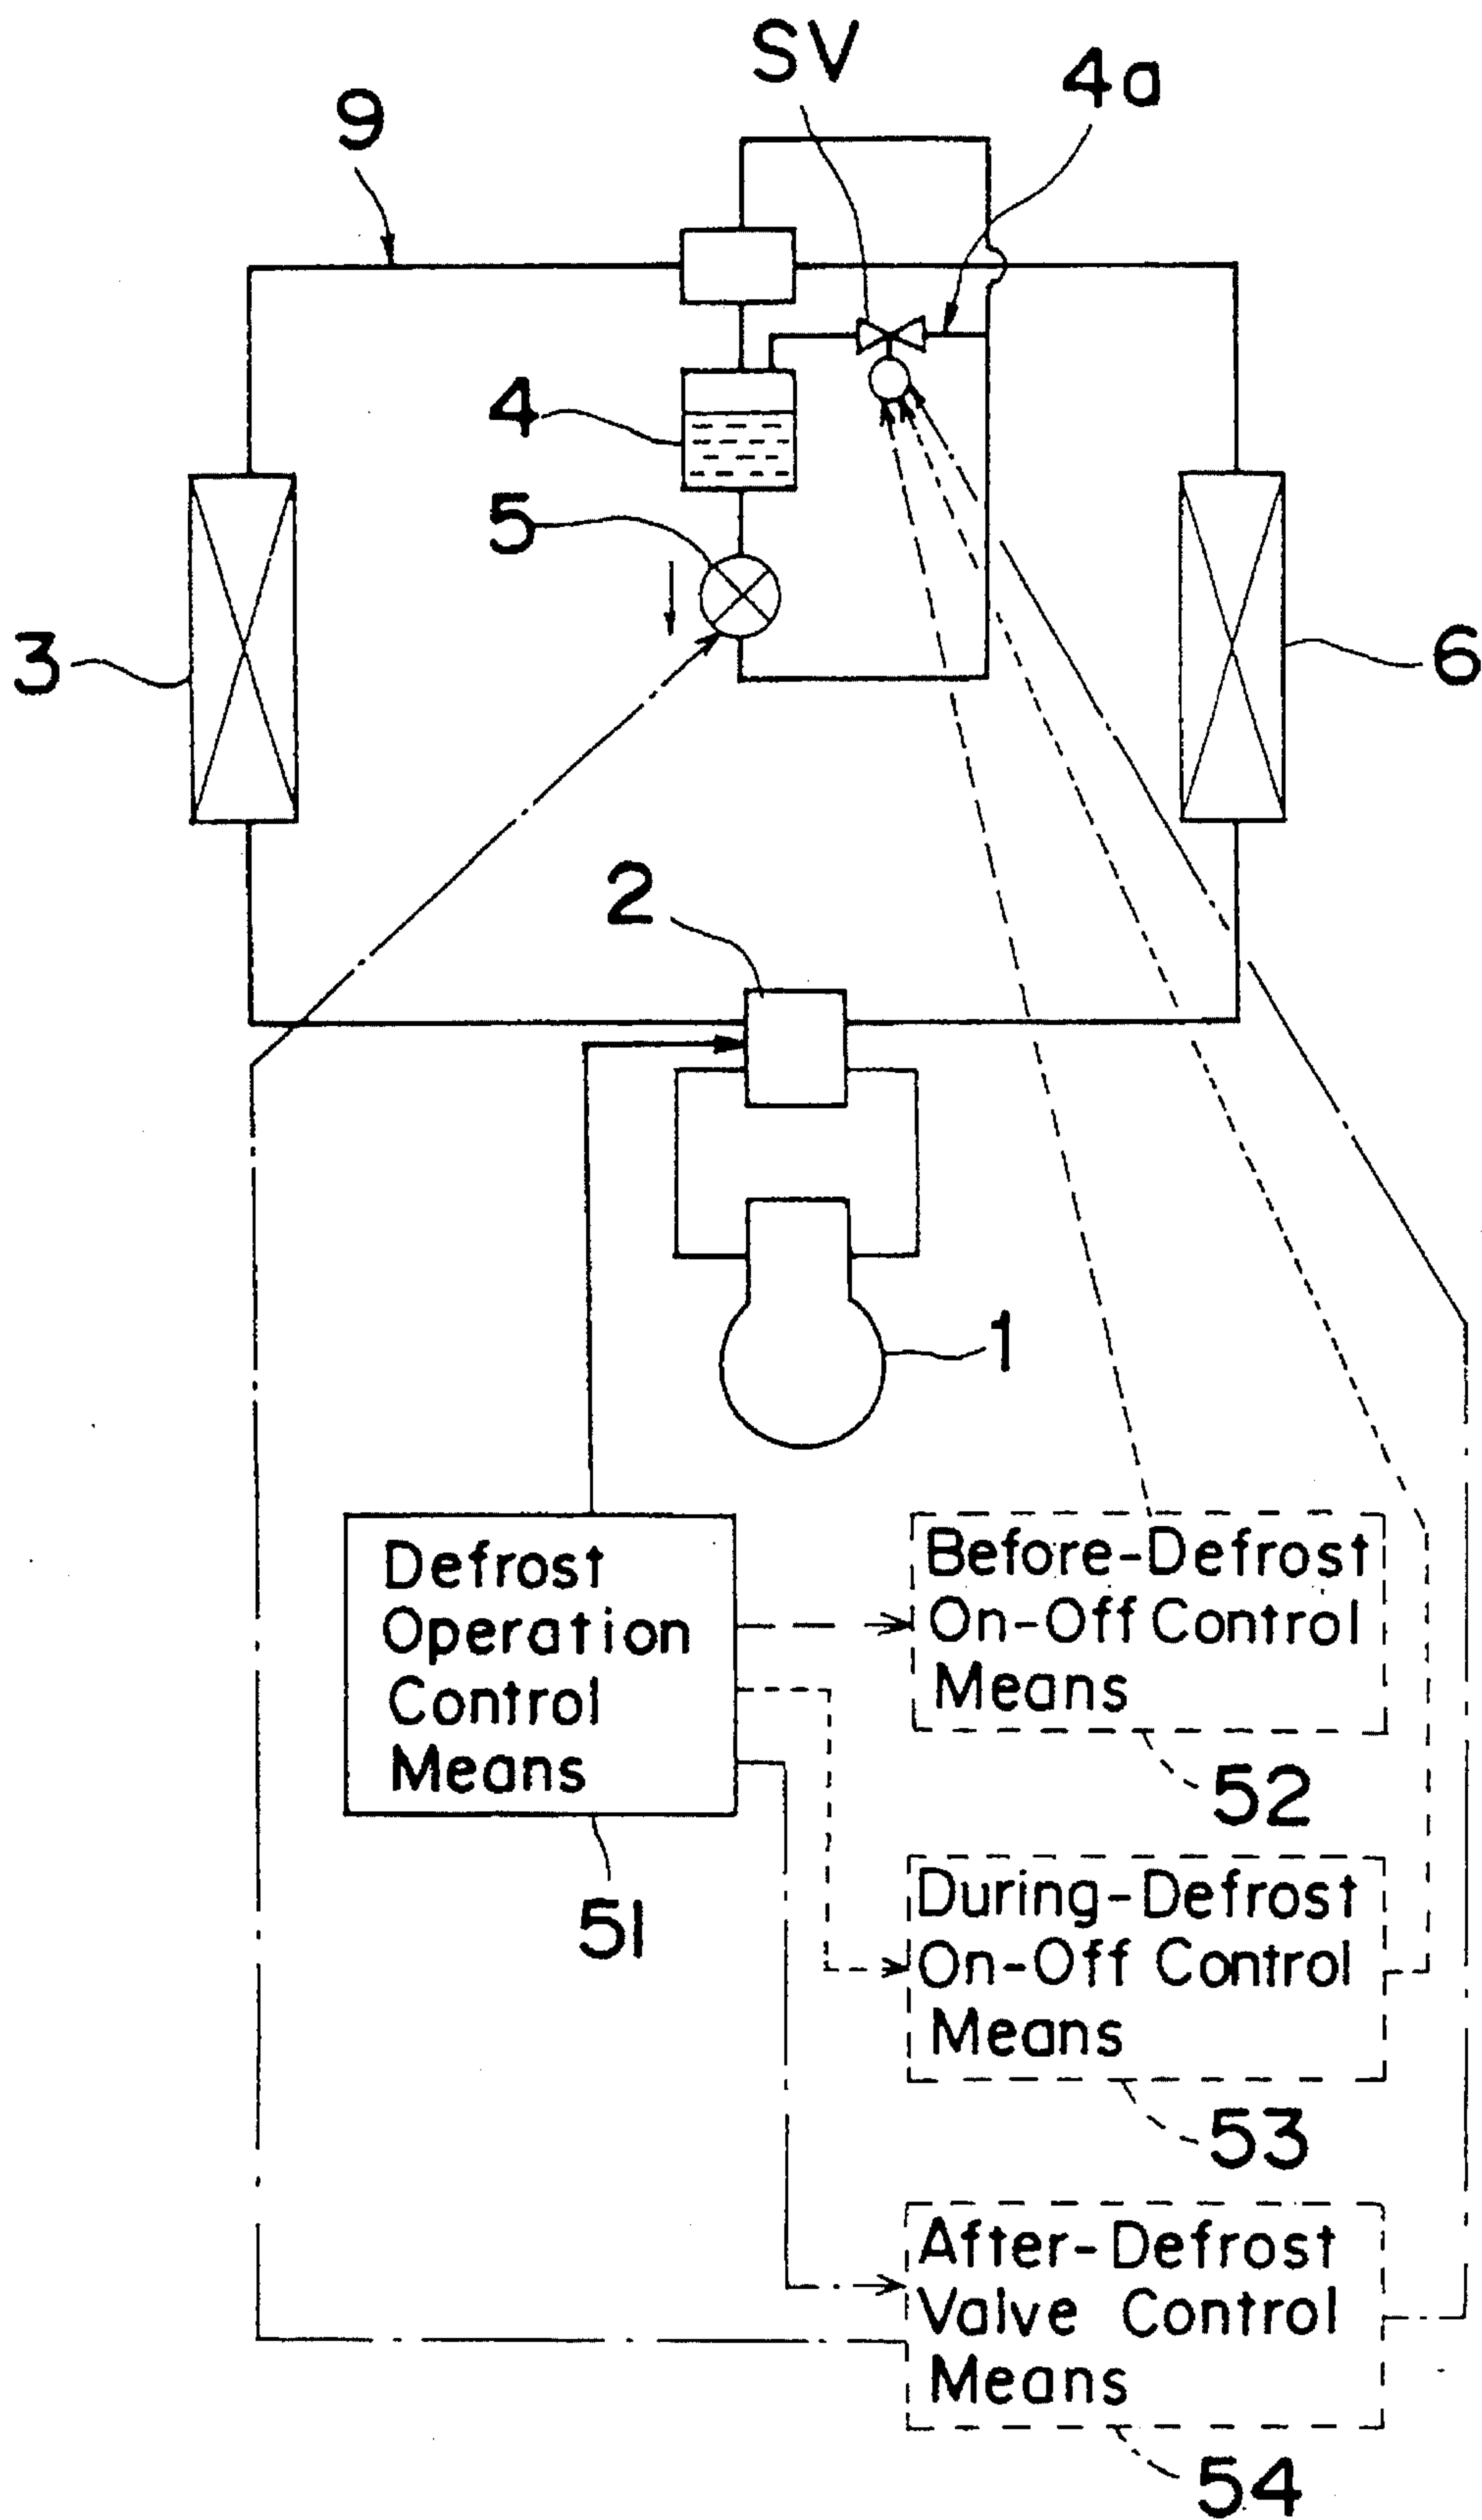 SV
4a
9
4
5
3
6
2
1
Defrost
Operation
Control
Means
51
Before-Defrost
On-Off Control
Means
52
During-Defrost
On-Off Control
Means
53
After-Defrost
Valve Control
Means
54